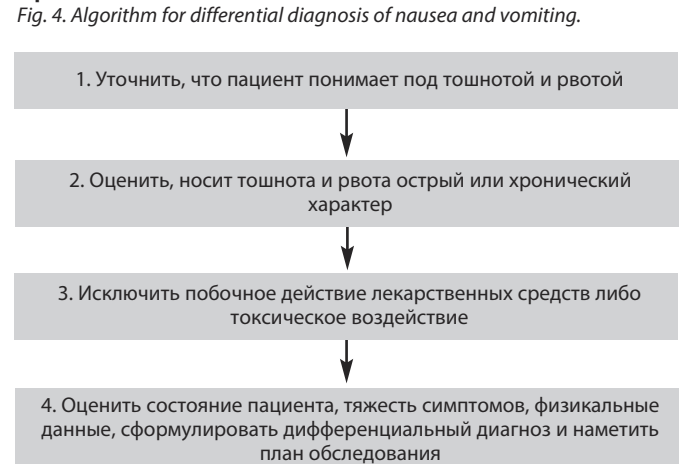 Fig. 4. Algorithm for differential diagnosis of nausea and vomiting.
1. Уточнить, что пациент понимает под тошнотой и рвотой
2. Оценить, носит тошнота и рвота острый или хронический
характер
3. Исключить побочное действие лекарственных средств либо
токсическое воздействие
4. Оценить состояние пациента, тяжесть симптомов, физикальные
данные, сформулировать дифференциальный диагноз и наметить
план обследования